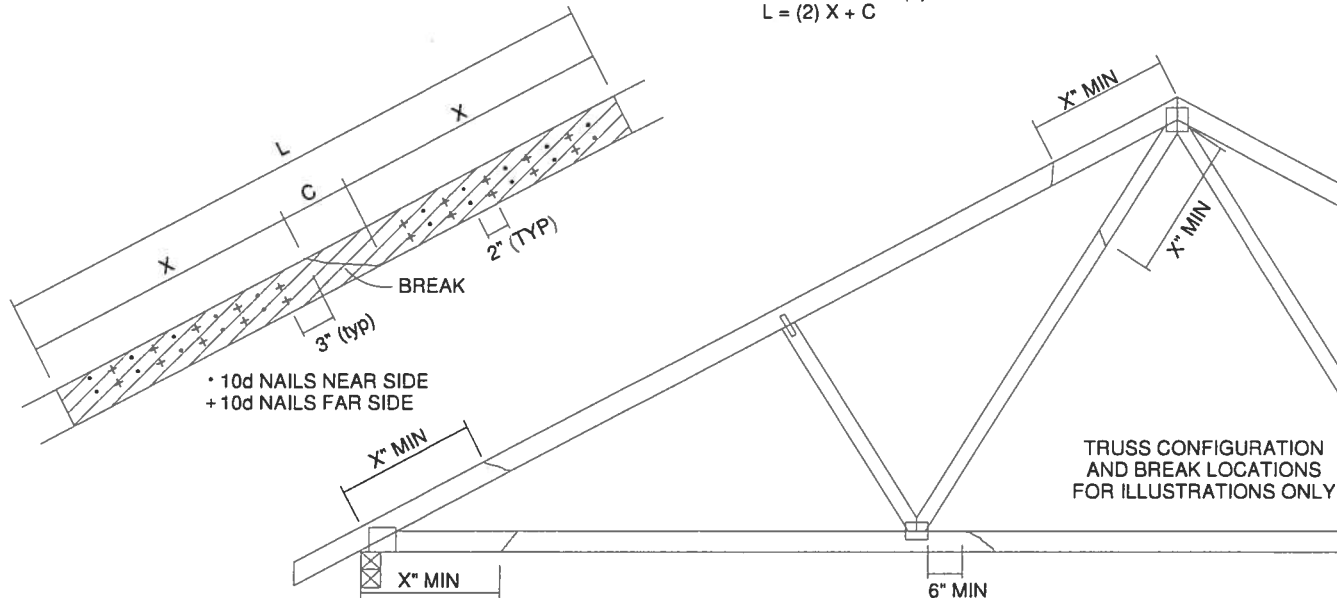 L = (2) X + C
L
X
C
X
BREAK
2" (TYP)
3" (typ)
• 10d NAILS NEAR SIDE
+ 10d NAILS FAR SIDE
X" MIN
X" MIN
X" MIN
X" MIN
6" MIN
TRUSS CONFIGURATION
AND BREAK LOCATIONS
FOR ILLUSTRATIONS ONLY